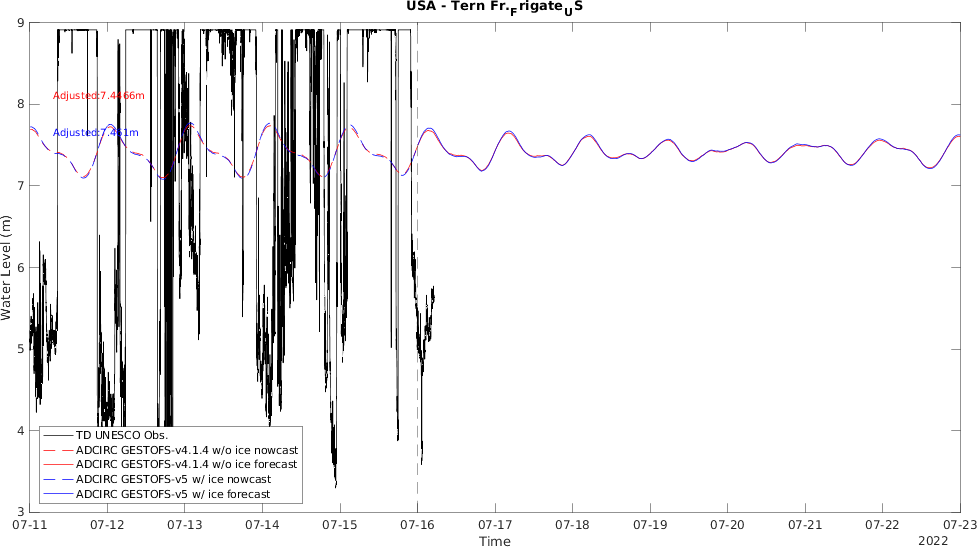 USA - Tern Fr.FrigateUS
9
8
7
6
5
4
3
Water Level (m)
Adjusted:7.4466m
Adjusted:7.461m
TD UNESCO Obs.
ADCIRC GESTOFS-v4.1.4 w/o ice nowcast
ADCIRC GESTOFS-v4.1.4 w/o ice forecast
ADCIRC GESTOFS-v5 w/ ice nowcast
ADCIRC GESTOFS-v5 w/ ice forecast
07-11 07-12 07-13 07-14 07-15 07-16 07-17 07-18 07-19 07-20 07-21 07-22 07-23
Time
2022